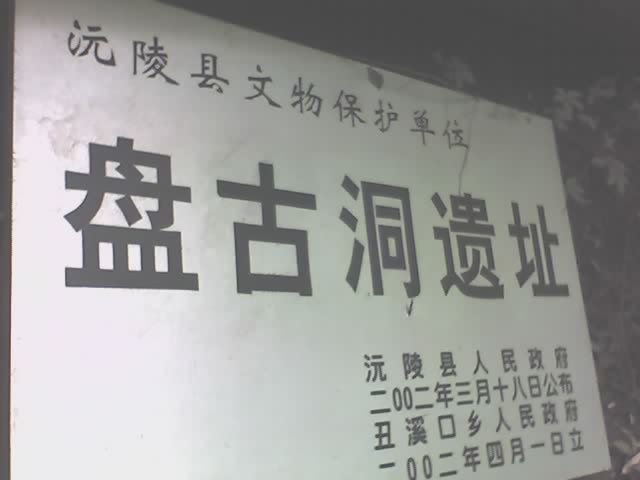 沅陵县文物保护单位
盘古洞遗址
沅陵县人民政府
二00二年三月十八日公布
丑溪口乡人民政府
二00二年四月一日立